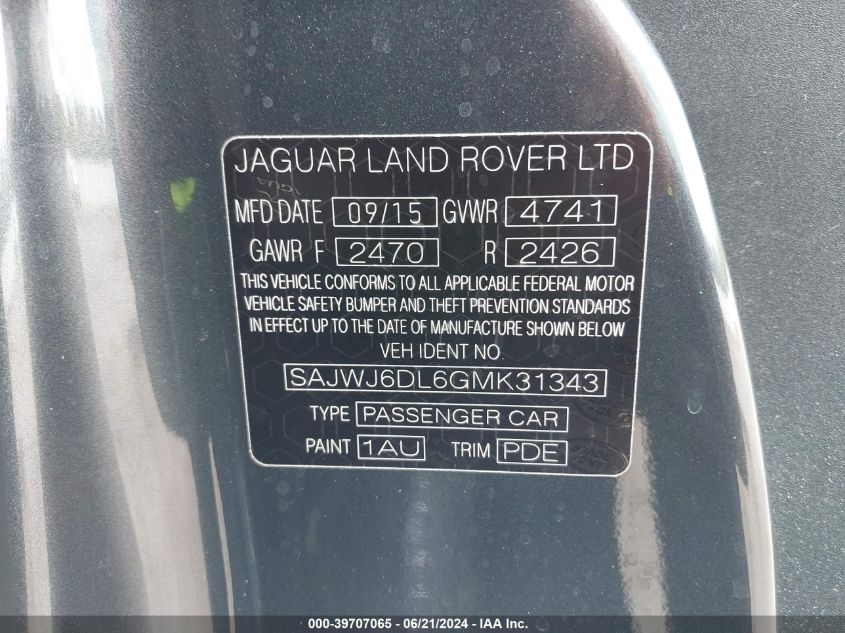 JAGUAR LAND ROVER LTD
MFD DATE 09/15 GVWR 4741
GAWR F 2470 R 2426
THIS VEHICLE CONFORMS TO ALL APPLICABLE FEDERAL MOTOR
VEHICLE SAFETY BUMPER AND THEFT PREVENTION STANDARDS
IN EFFECT UP TO THE DATE OF MANUFACTURE SHOWN BELOW
VEH IDENT NO.
SAJWJ6DL6GMK31343
TYPE PASSENGER CAR
PAINT 1AU TRIM PDE
000-39707065 - 06/21/2024 - IAA Inc.